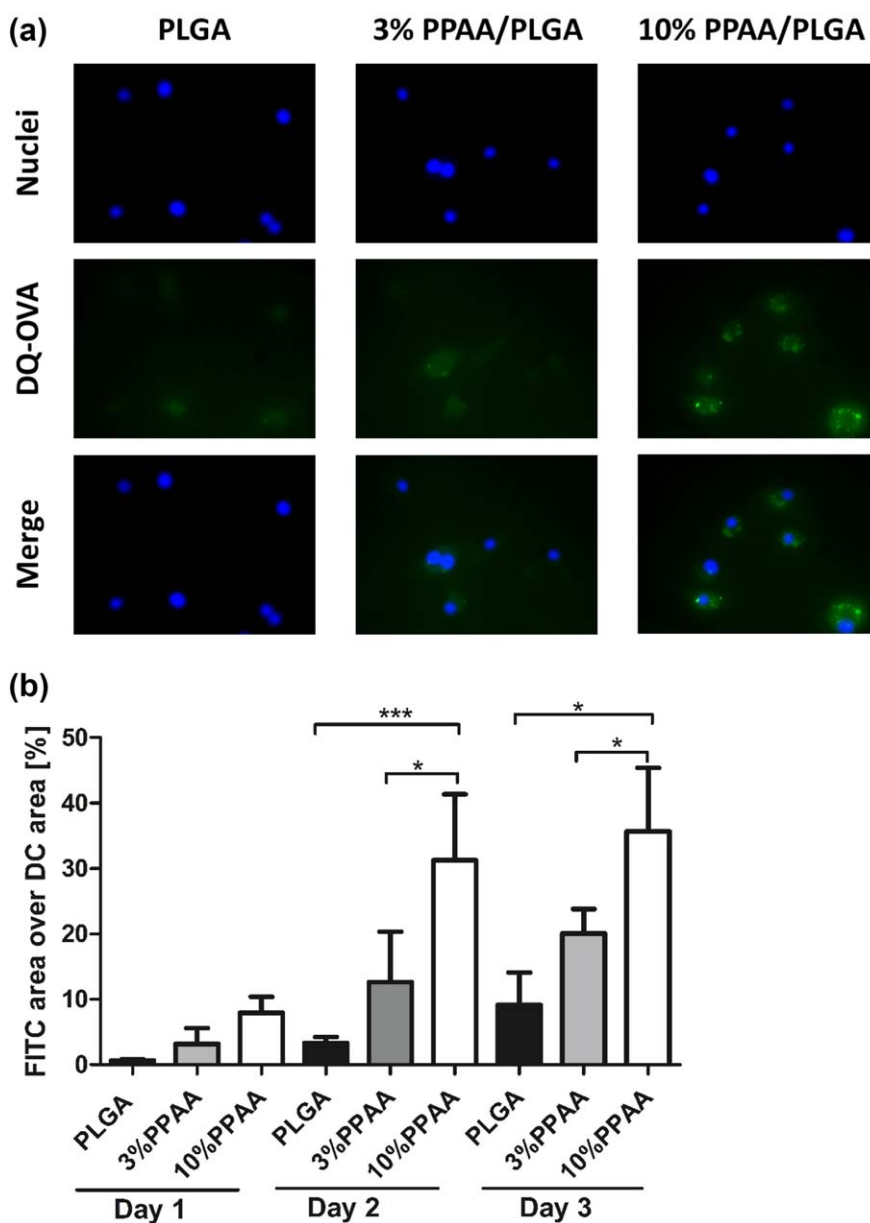 (a)
PLGA 3% PPAA/PLGA 10% PPAA/PLGA
Nuclei
DQ-OVA
Merge
(b)
FITC area over DC area [%]
50
40
30
20
10
0
***
*
*
*
PLGA 3%PPAA 10%PPAA PLGA 3%PPAA 10%PPAA PLGA 3%PPAA 10%PPAA
Day 1 Day 2 Day 3